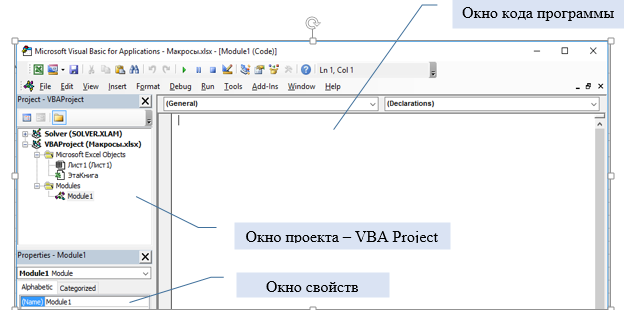 Окно кода программы
Microsoft Visual Basic for Applications - Макросы.xlsx - [Module1 (Code)]
Ln 1, Col 1
File Edit View Insert Format Debug Run Tools Add-Ins Window Help
Project - VBAProject
(General) (Declarations)
Solver (SOLVER.XLAM)
VBAProject (Макросы.xlsx)
Microsoft Excel Objects
Лист1 (Лист1)
ЭтаКнига
Modules
Module1
Окно проекта – VBA Project
Properties - Module1
Module1 Module
Alphabetic Categorized
Окно свойств
(Name) Module1